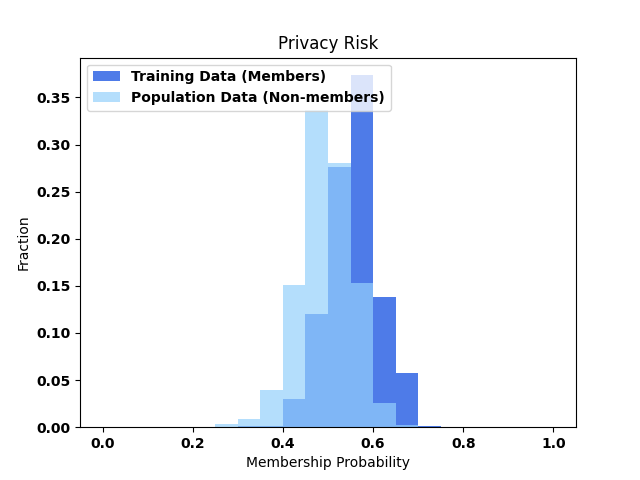 Privacy Risk
Training Data (Members)
Population Data (Non-members)
0.35
0.30
0.25
0.20
0.15
0.10
0.05
0.00
Fraction
0.0 0.2 0.4 0.6 0.8 1.0
Membership Probability